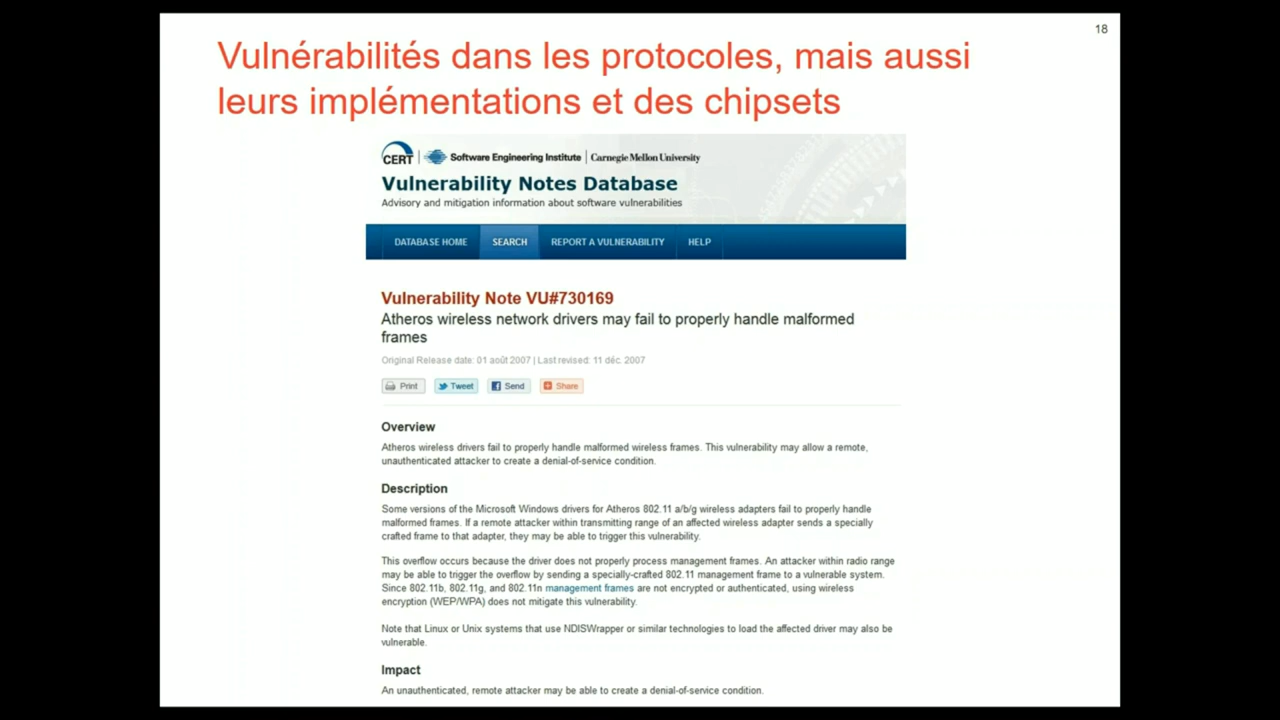 18
Vulnérabilités dans les protocoles, mais aussi
leurs implémentations et des chipsets
CERT | Software Engineering Institute | Carnegie Mellon University
Vulnerability Notes Database
Advisory and mitigation information about software vulnerabilities
DATABASE HOME SEARCH REPORT A VULNERABILITY HELP
Vulnerability Note VU#730169
Atheros wireless network drivers may fail to properly handle malformed
frames
Original Release date: 01 août 2007 | Last revised: 11 déc. 2007
Print Tweet Send Share
Overview
Atheros wireless drivers fail to properly handle malformed wireless frames. This vulnerability may allow a remote,
unauthenticated attacker to create a denial-of-service condition.
Description
Some versions of the Microsoft Windows drivers for Atheros 802.11 a/b/g wireless adapters fail to properly handle
malformed frames. If a remote attacker within transmitting range of an affected wireless adapter sends a specially
crafted frame to that adapter, they may be able to trigger this vulnerability.
This overflow occurs because the driver does not properly process management frames. An attacker within radio range
may be able to trigger the overflow by sending a specially-crafted 802.11 management frame to a vulnerable system.
Since 802.11b, 802.11g, and 802.11n management frames are not encrypted or authenticated, using wireless
encryption (WEP/WPA) does not mitigate this vulnerability.
Note that Linux or Unix systems that use NDISWrapper or similar technologies to load the affected driver may also be
vulnerable.
Impact
An unauthenticated, remote attacker may be able to create a denial-of-service condition.